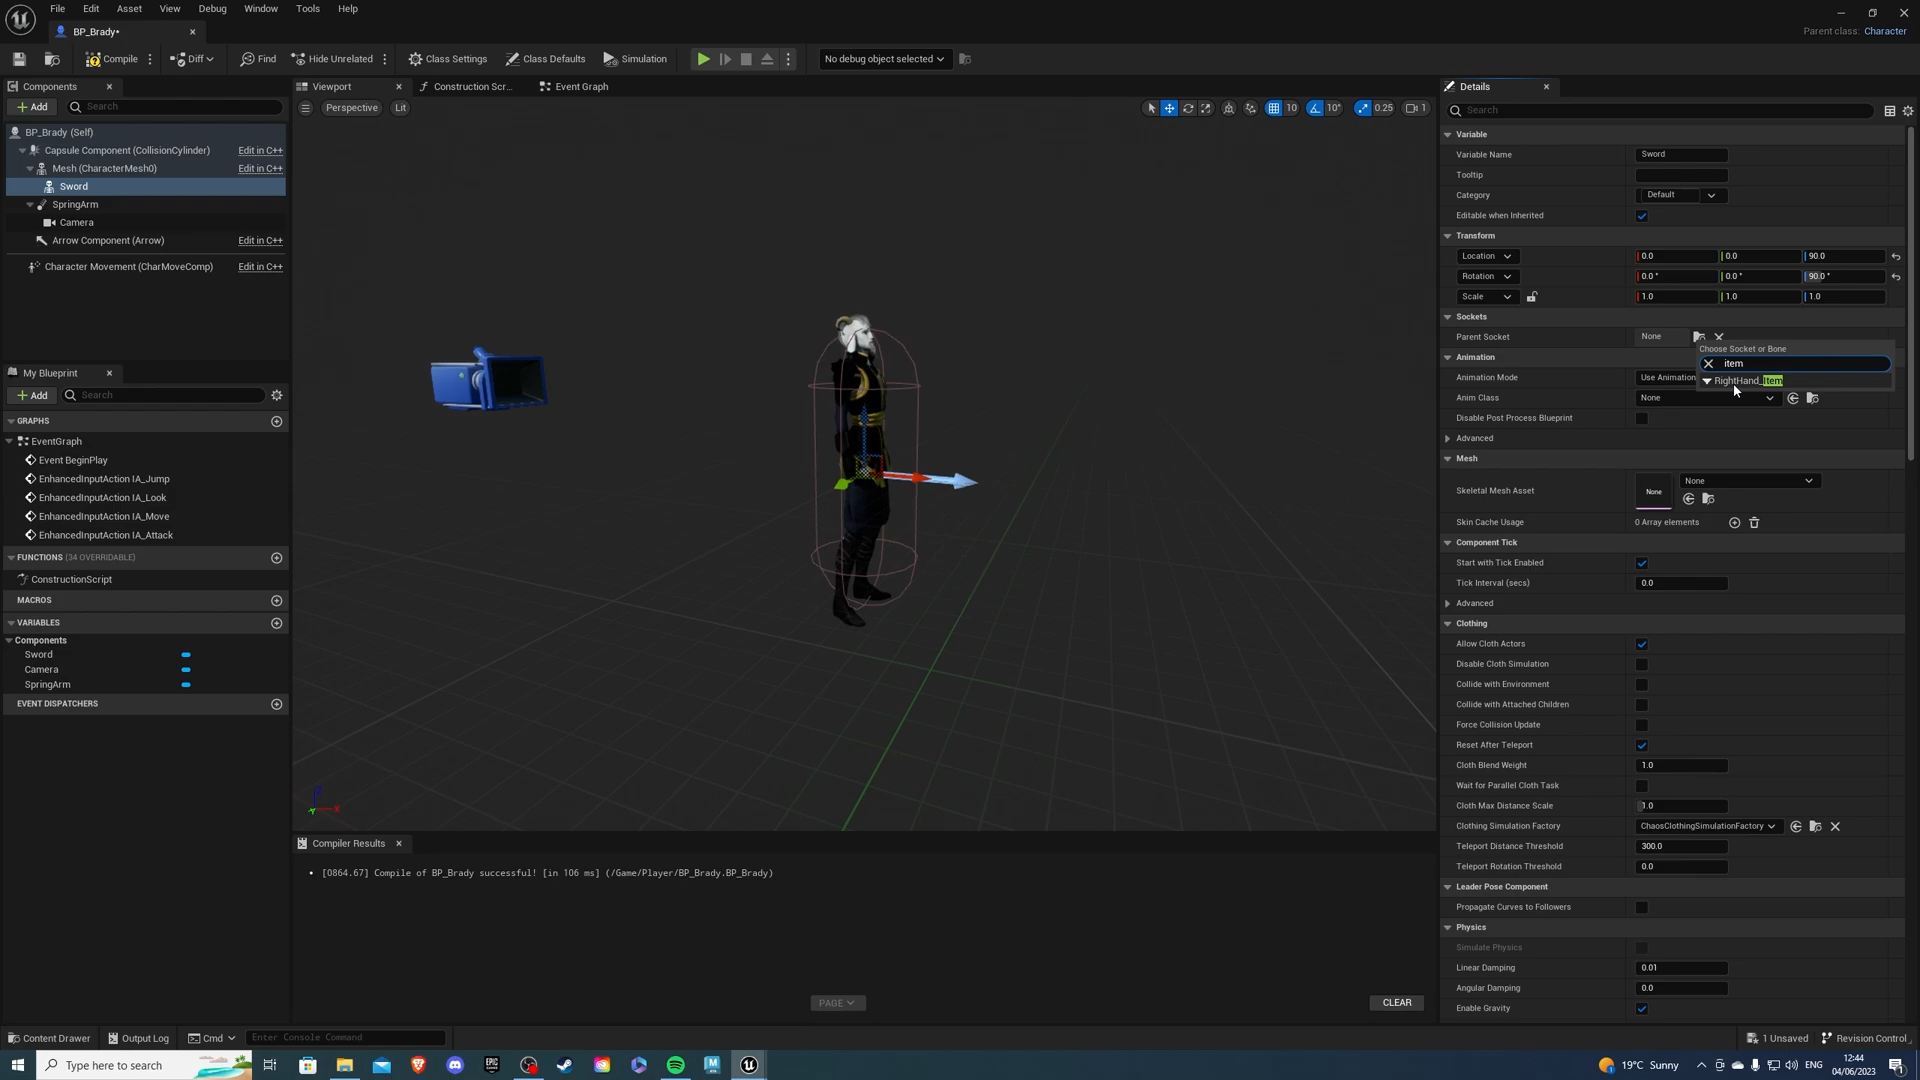 File Edit Asset View Debug Window Tools Help
BP_Brady•
Parent class: Character
Compile Diff Find Hide Unrelated Class Settings Class Defaults Simulation No debug object selected
Components
Add Search
BP_Brady (Self)
Capsule Component (CollisionCylinder) Edit in C++
Mesh (CharacterMesh0) Edit in C++
Sword
SpringArm
Camera
Arrow Component (Arrow) Edit in C++
Character Movement (CharMoveComp) Edit in C++
My Blueprint
Add Search
GRAPHS
EventGraph
Event BeginPlay
EnhancedInputAction IA_Jump
EnhancedInputAction IA_Look
EnhancedInputAction IA_Move
EnhancedInputAction IA_Attack
FUNCTIONS (34 OVERRIDABLE)
ConstructionScript
MACROS
VARIABLES
Components
Sword
Camera
SpringArm
EVENT DISPATCHERS
Viewport Construction Scr... Event Graph
Perspective Lit 10 10° 0.25 1
Z
X
Y
Compiler Results
[0864.67] Compile of BP_Brady successful! [in 106 ms] (/Game/Player/BP_Brady.BP_Brady)
PAGE CLEAR
Details
Search
Variable
Variable Name Sword
Tooltip
Category Default
Editable when Inherited
Transform
Location 0.0 0.0 90.0
Rotation 0.0 ° 0.0 ° 90.0 °
Scale 1.0 1.0 1.0
Sockets
Parent Socket None
Choose Socket or Bone
item
RightHand_Item
Animation
Animation Mode Use Animation
Anim Class None
Disable Post Process Blueprint
Advanced
Mesh
Skeletal Mesh Asset None None
Skin Cache Usage 0 Array elements
Component Tick
Start with Tick Enabled
Tick Interval (secs) 0.0
Advanced
Clothing
Allow Cloth Actors
Disable Cloth Simulation
Collide with Environment
Collide with Attached Children
Force Collision Update
Reset After Teleport
Cloth Blend Weight 1.0
Wait for Parallel Cloth Task
Cloth Max Distance Scale 1.0
Clothing Simulation Factory ChaosClothingSimulationFactory
Teleport Distance Threshold 300.0
Teleport Rotation Threshold 0.0
Leader Pose Component
Propagate Curves to Followers
Physics
Simulate Physics
Linear Damping 0.01
Angular Damping 0.0
Enable Gravity
Content Drawer Output Log Cmd Enter Console Command 1 Unsaved Revision Control
Type here to search 19°C Sunny ENG 12:44
04/06/2023